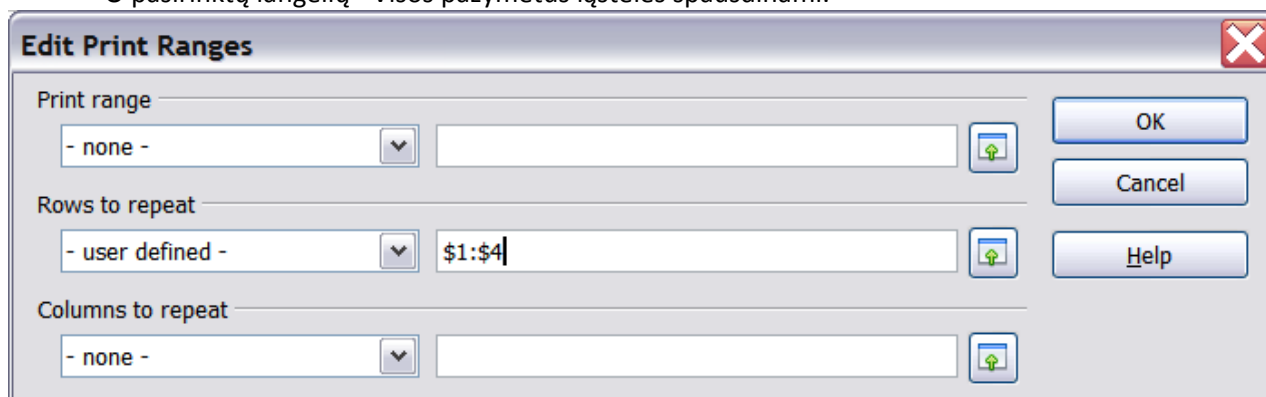 Edit Print Ranges
Print range
- none -
OK
Cancel
Rows to repeat
- user defined -
$1:$4
Help
Columns to repeat
- none -